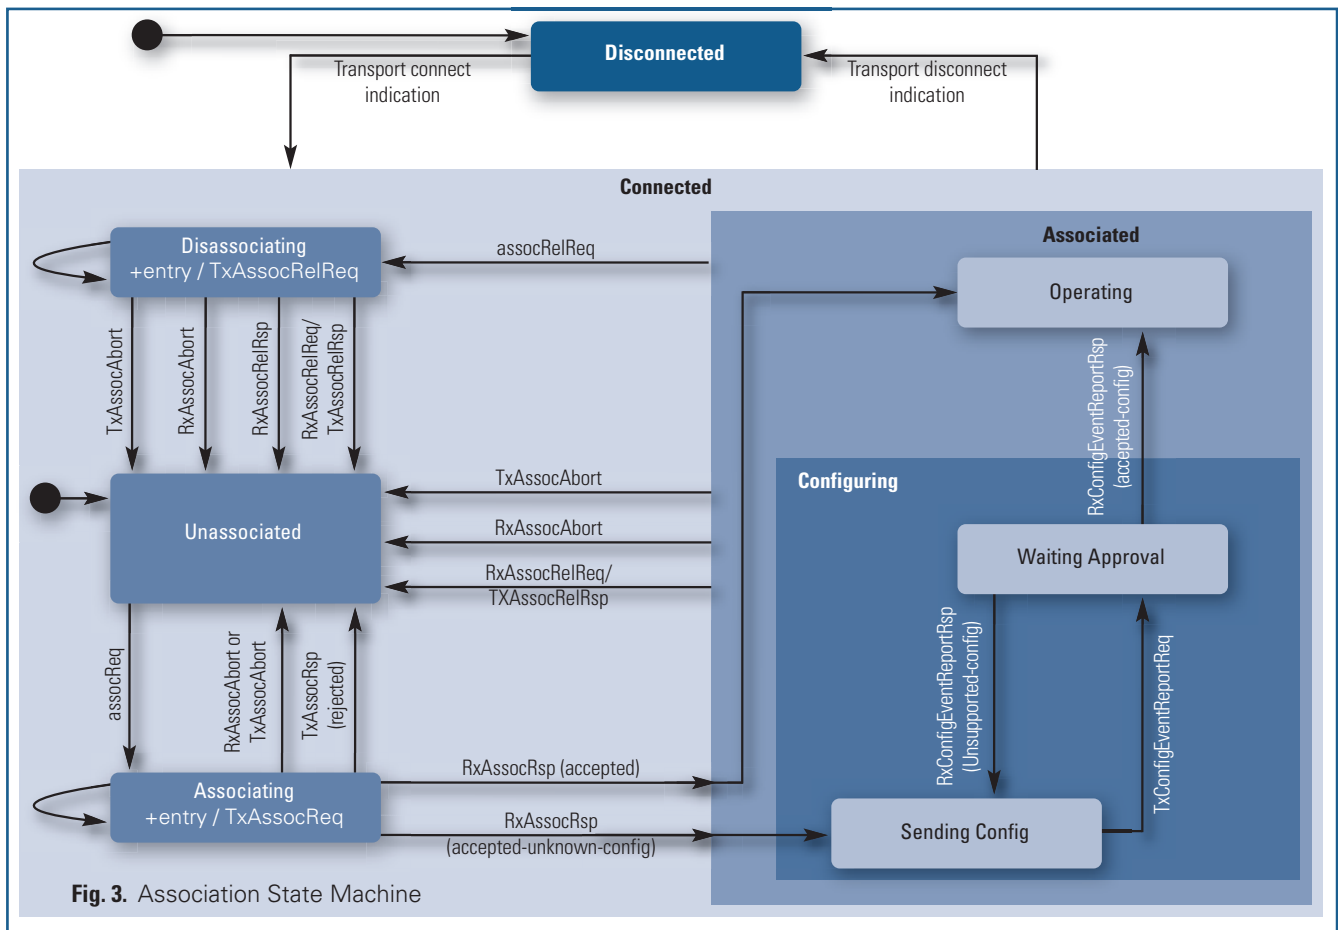 Disconnected
Transport connect
indication
Transport disconnect
indication
Connected
Disassociating
+entry / TxAssocRelReq
assocRelReq
Associated
Operating
TxAssocAbort
RxAssocAbort
RxAssocRelRsp
RxAssocRelReq/
TxAssocRelRsp
RxConfigEventReportRsp
(accepted-config)
Configuring
Unassociated
TxAssocAbort
RxAssocAbort
RxAssocRelReq/
TXAssocRelRsp
Waiting Approval
assocReq
RxAssocAbort or
TxAssocAbort
TxAssocRsp
(rejected)
RxConfigEventReportRsp
(Unsupported-config)
TxConfigEventReportReq
Associating
+entry / TxAssocReq
RxAssocRsp (accepted)
RxAssocRsp
(accepted-unknown-config)
Sending Config
Fig. 3. Association State Machine